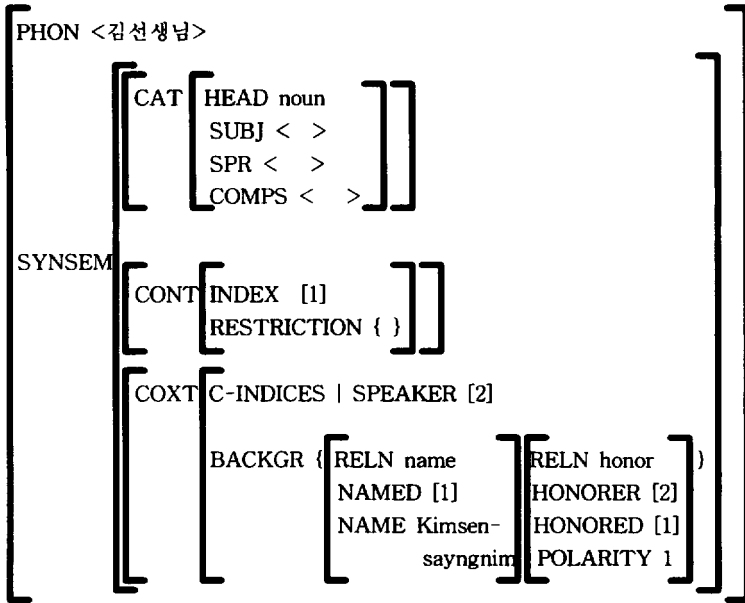 PHON <김선생님>
CAT HEAD noun
SUBJ < >
SPR < >
COMPS < >
SYNSEM
CONT INDEX [1]
RESTRICTION { }
COXT C-INDICES | SPEAKER [2]
BACKGR { RELN name RELN honor }
NAMED [1] HONORER [2]
NAME Kimsen- HONORED [1]
sayngnim POLARITY 1